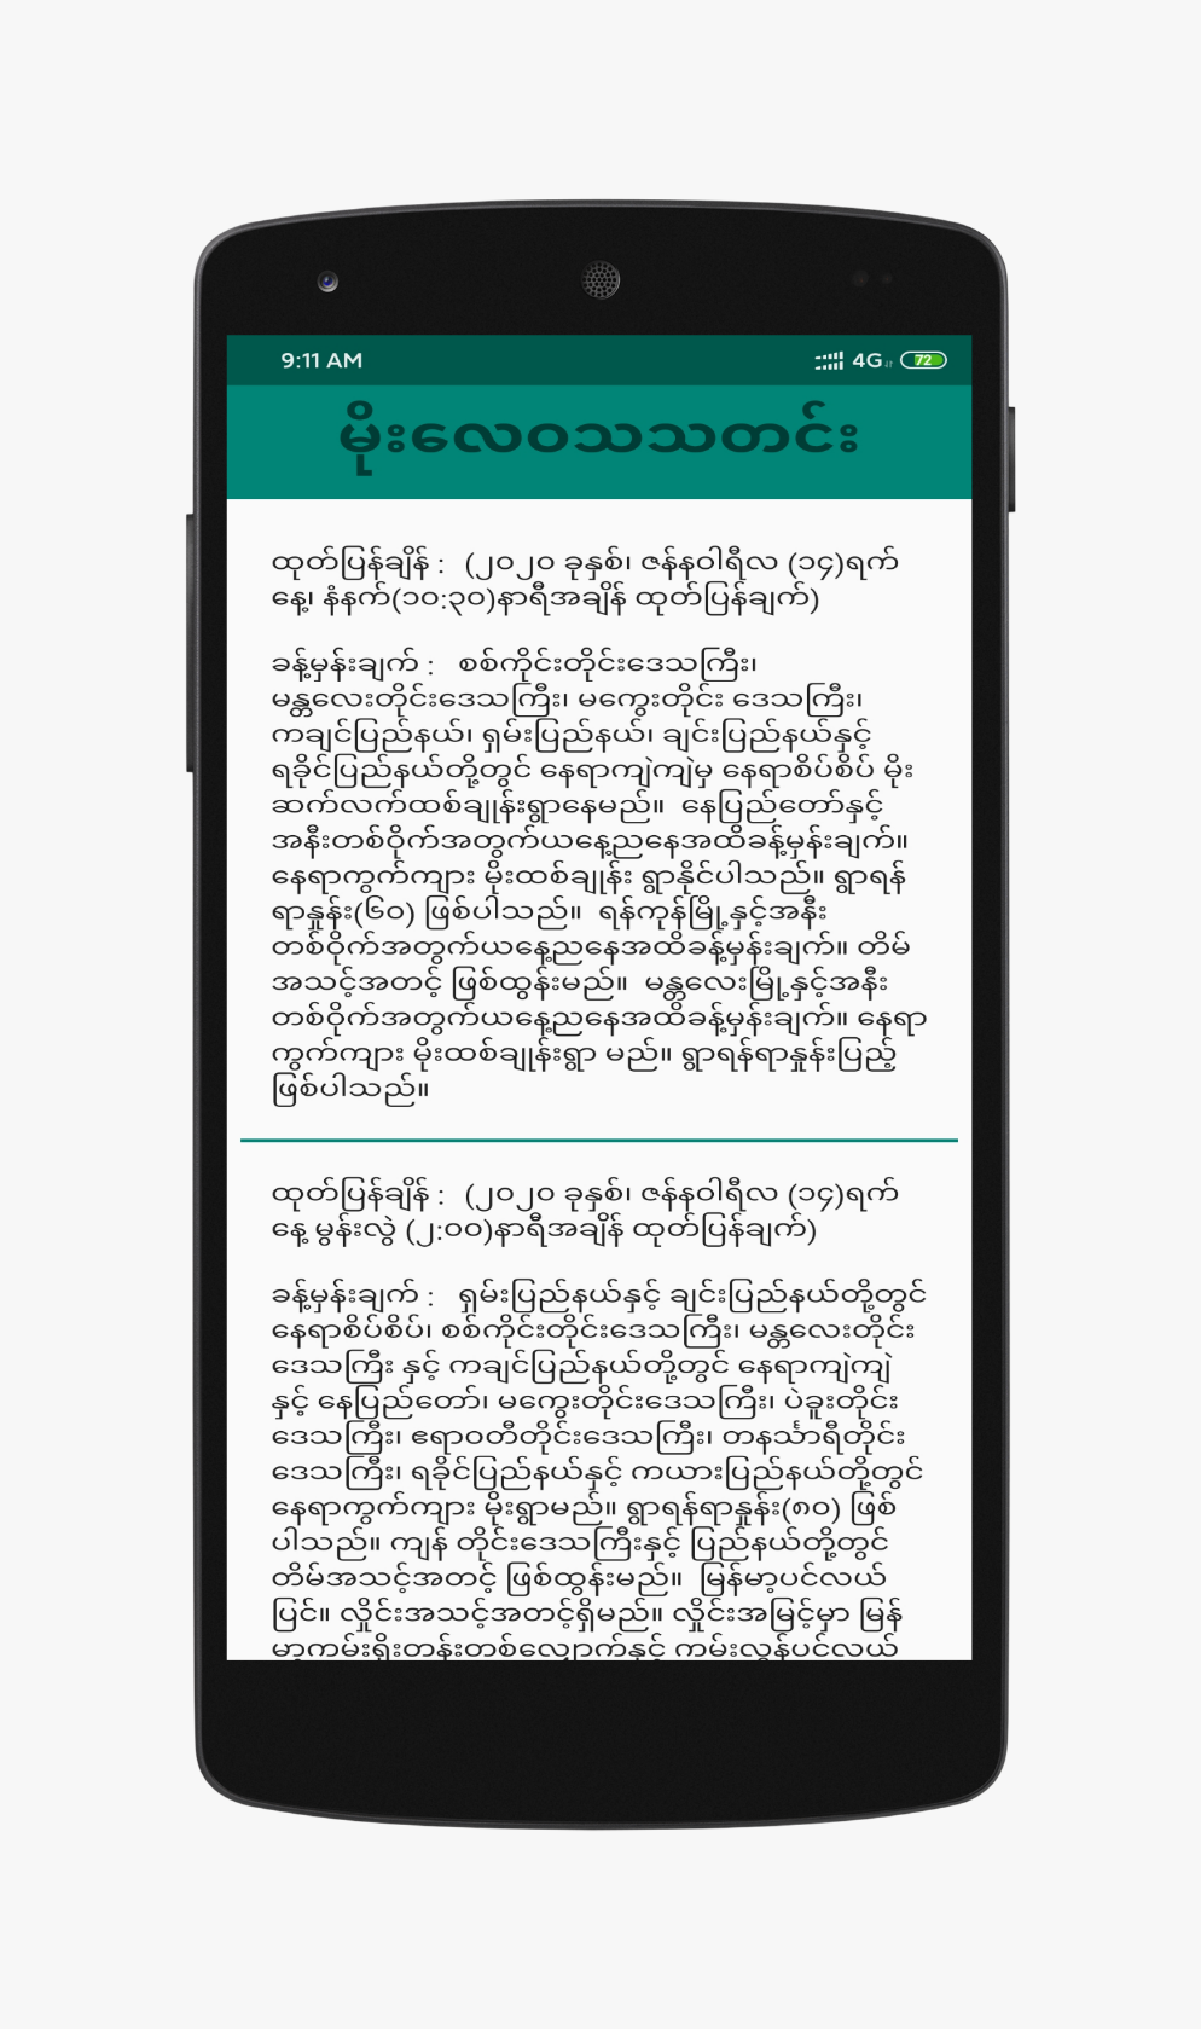 9:11 AM
4G 72
မိုးလေဝသသတင်း
ထုတ်ပြန်ချိန် : (၂၀၂၀ ခုနှစ်၊ ဇန်နဝါရီလ (၁၄)ရက်
နေ့၊ နံနက်(၁၀:၃၀)နာရီအချိန် ထုတ်ပြန်ချက်)
ခန့်မှန်းချက် : စစ်ကိုင်းတိုင်းဒေသကြီး၊
မန္တလေးတိုင်းဒေသကြီး၊ မကွေးတိုင်း ဒေသကြီး၊
ကချင်ပြည်နယ်၊ ရှမ်းပြည်နယ်၊ ချင်းပြည်နယ်နှင့်
ရခိုင်ပြည်နယ်တို့တွင် နေရာကျဲကျဲမှ နေရာစိပ်စိပ် မိုး
ဆက်လက်ထစ်ချုန်းရွာနေမည်။ နေပြည်တော်နှင့်
အနီးတစ်ဝိုက်အတွက်ယနေ့ညနေအထိခန့်မှန်းချက်။
နေရာကွက်ကျား မိုးထစ်ချုန်း ရွာနိုင်ပါသည်။ ရွာရန်
ရာနှုန်း(၆၀) ဖြစ်ပါသည်။ ရန်ကုန်မြို့နှင့်အနီး
တစ်ဝိုက်အတွက်ယနေ့ညနေအထိခန့်မှန်းချက်။ တိမ်
အသင့်အတင့် ဖြစ်ထွန်းမည်။ မန္တလေးမြို့နှင့်အနီး
တစ်ဝိုက်အတွက်ယနေ့ညနေအထိခန့်မှန်းချက်။ နေရာ
ကွက်ကျား မိုးထစ်ချုန်းရွာ မည်။ ရွာရန်ရာနှုန်းပြည့်
ဖြစ်ပါသည်။
ထုတ်ပြန်ချိန် : (၂၀၂၀ ခုနှစ်၊ ဇန်နဝါရီလ (၁၄)ရက်
နေ့ မွန်းလွဲ (၂:၀၀)နာရီအချိန် ထုတ်ပြန်ချက်)
ခန့်မှန်းချက် : ရှမ်းပြည်နယ်နှင့် ချင်းပြည်နယ်တို့တွင်
နေရာစိပ်စိပ်၊ စစ်ကိုင်းတိုင်းဒေသကြီး၊ မန္တလေးတိုင်း
ဒေသကြီး နှင့် ကချင်ပြည်နယ်တို့တွင် နေရာကျဲကျဲ
နှင့် နေပြည်တော်၊ မကွေးတိုင်းဒေသကြီး၊ ပဲခူးတိုင်း
ဒေသကြီး၊ ဧရာဝတီတိုင်းဒေသကြီး၊ တနင်္သာရီတိုင်း
ဒေသကြီး၊ ရခိုင်ပြည်နယ်နှင့် ကယားပြည်နယ်တို့တွင်
နေရာကွက်ကျား မိုးရွာမည်။ ရွာရန်ရာနှုန်း(၈၀) ဖြစ်
ပါသည်။ ကျန် တိုင်းဒေသကြီးနှင့် ပြည်နယ်တို့တွင်
တိမ်အသင့်အတင့် ဖြစ်ထွန်းမည်။ မြန်မာ့ပင်လယ်
ပြင်။ လှိုင်းအသင့်အတင့်ရှိမည်။ လှိုင်းအမြင့်မှာ မြန်
မာ့ကမ်းရိုးတန်းတစ်လျှောက်နှင့် ကမ်းလွန်ပင်လယ်